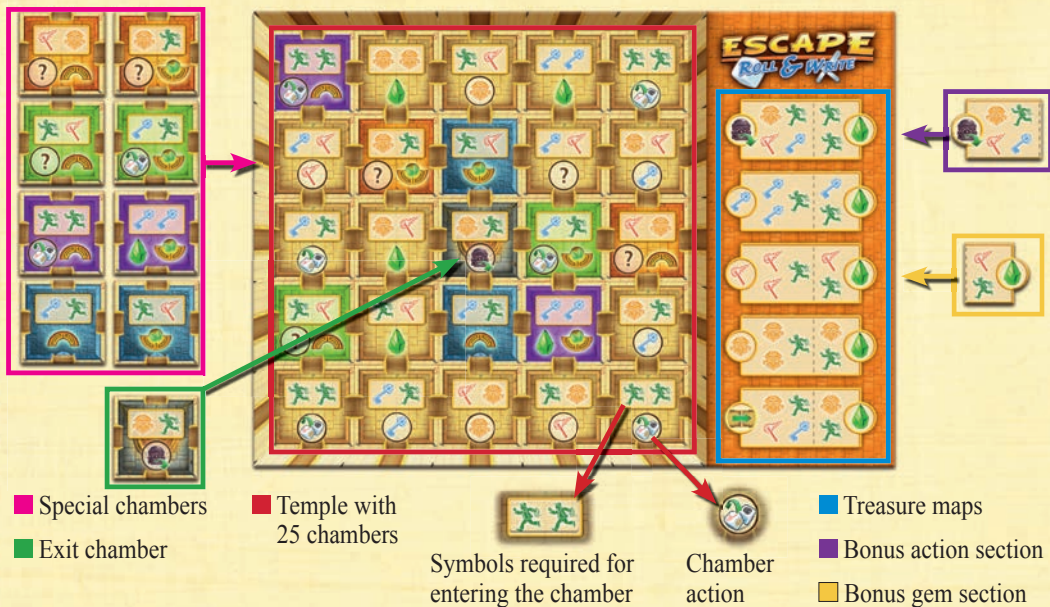 ESCAPE
ROLL & WRITE
?
?
?
?
?
?
?
?
Special chambers
Exit chamber
Temple with
25 chambers
Symbols required for
entering the chamber
Chamber
action
Treasure maps
Bonus action section
Bonus gem section